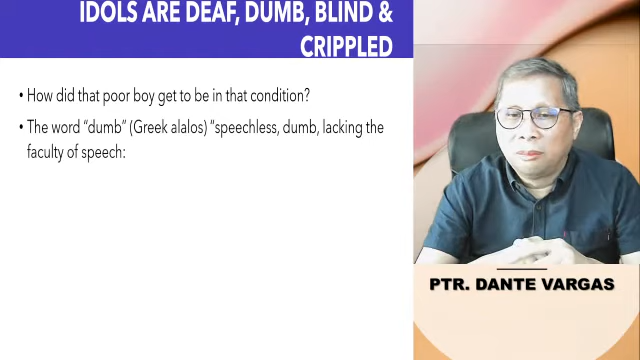 IDOLS ARE DEAF, DUMB, BLIND &
CRIPPLED
• How did that poor boy get to be in that condition?
• The word “dumb” (Greek alalos) “speechless, dumb, lacking the
faculty of speech:
PTR. DANTE VARGAS